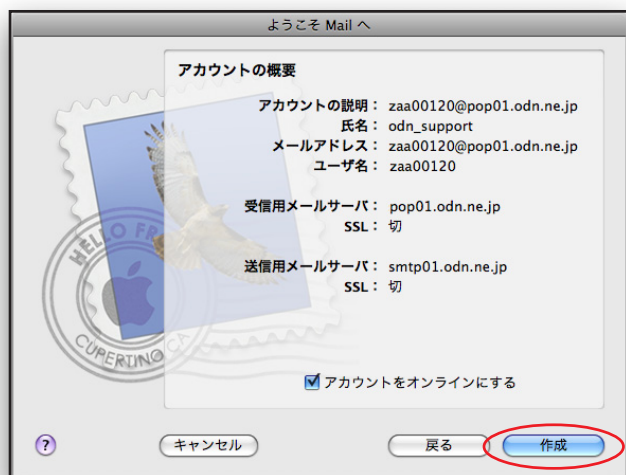 ようこそ Mail へ
アカウントの概要
アカウントの説明： zaa00120@pop01.odn.ne.jp
氏名： odn_support
メールアドレス： zaa00120@pop01.odn.ne.jp
ユーザ名： zaa00120
受信用メールサーバ： pop01.odn.ne.jp
SSL： 切
送信用メールサーバ： smtp01.odn.ne.jp
SSL： 切
HELLO FR
CUPERTINO CA
アカウントをオンラインにする
?
キャンセル
戻る
作成